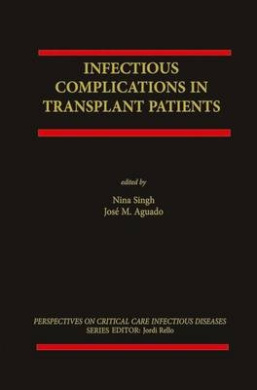 INFECTIOUS
COMPLICATIONS IN
TRANSPLANT PATIENTS
edited by
Nina Singh
José M. Aguado
PERSPECTIVES ON CRITICAL CARE INFECTIOUS DISEASES
SERIES EDITOR: Jordi Rello